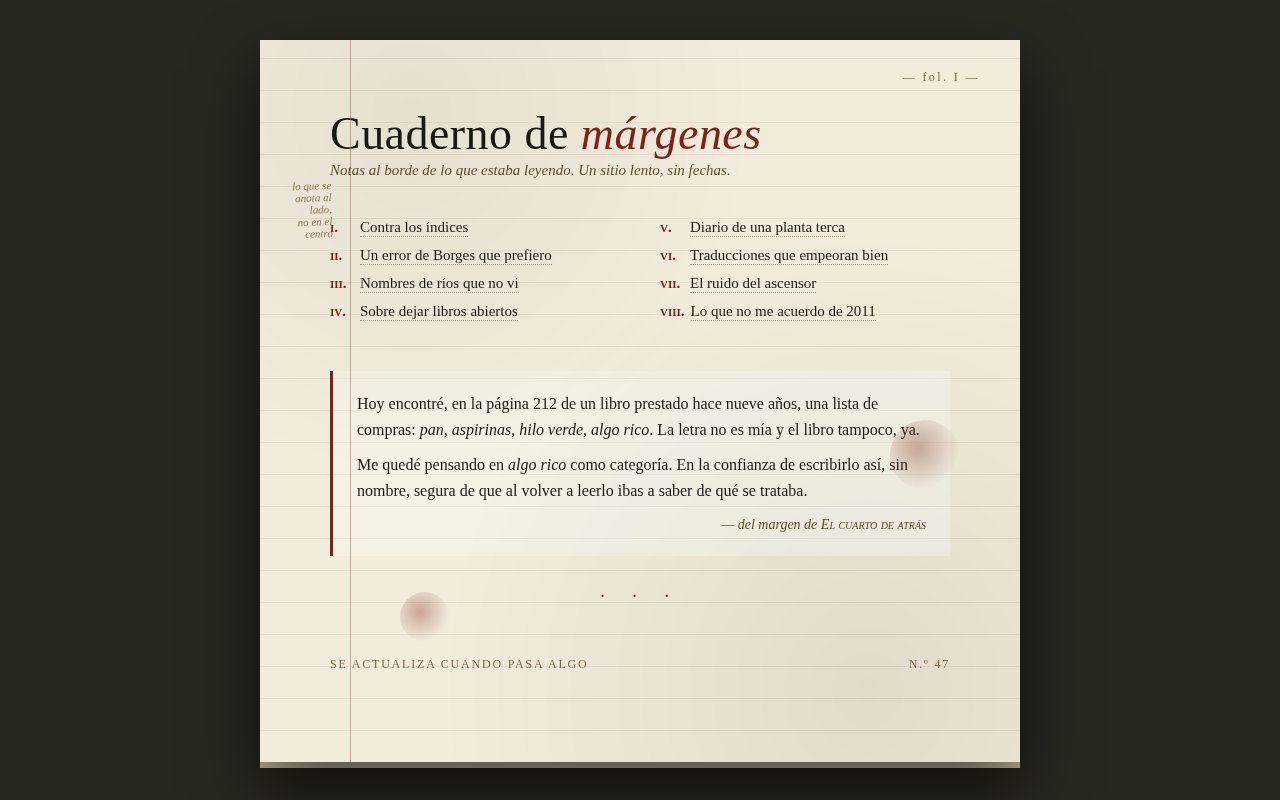 — fol. I —
Cuaderno de márgenes
Notas al borde de lo que estaba leyendo. Un sitio lento, sin fechas.
lo que se
anota al
lado,
no en el
centro
I. Contra los índices
II. Un error de Borges que prefiero
III. Nombres de ríos que no vi
IV. Sobre dejar libros abiertos
V. Diario de una planta terca
VI. Traducciones que empeoran bien
VII. El ruido del ascensor
VIII. Lo que no me acuerdo de 2011
Hoy encontré, en la página 212 de un libro prestado hace nueve años, una lista de
compras: pan, aspirinas, hilo verde, algo rico. La letra no es mía y el libro tampoco, ya.
Me quedé pensando en algo rico como categoría. En la confianza de escribirlo así, sin
nombre, segura de que al volver a leerlo ibas a saber de qué se trataba.
— del margen de El cuarto de atrás
· · ·
SE ACTUALIZA CUANDO PASA ALGO
N.º 47